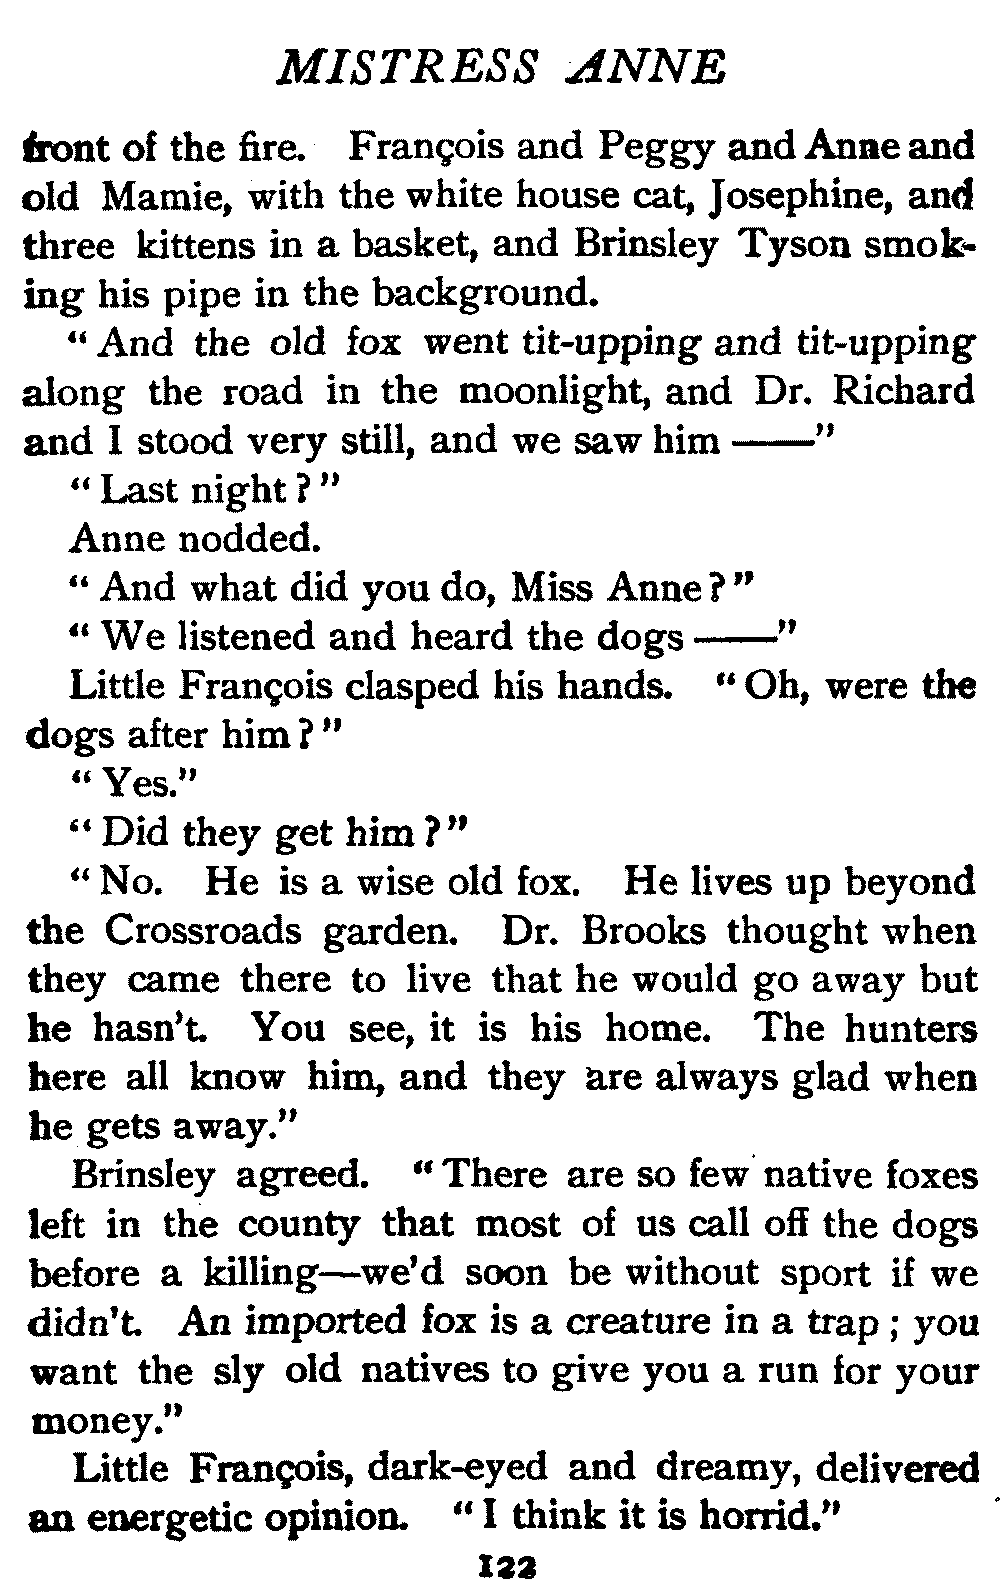 MISTRESS ANNE
front of the fire. François and Peggy and Anne and
old Mamie, with the white house cat, Josephine, and
three kittens in a basket, and Brinsley Tyson smok-
ing his pipe in the background.
“ And the old fox went tit-upping and tit-upping
along the road in the moonlight, and Dr. Richard
and I stood very still, and we saw him ——”
“ Last night ? ”
Anne nodded.
“ And what did you do, Miss Anne ? ”
“ We listened and heard the dogs ——”
Little François clasped his hands. “ Oh, were the
dogs after him ? ”
“ Yes.”
“ Did they get him ? ”
“ No. He is a wise old fox. He lives up beyond
the Crossroads garden. Dr. Brooks thought when
they came there to live that he would go away but
he hasn’t. You see, it is his home. The hunters
here all know him, and they are always glad when
he gets away.”
Brinsley agreed. “ There are so few native foxes
left in the county that most of us call off the dogs
before a killing—we’d soon be without sport if we
didn’t. An imported fox is a creature in a trap ; you
want the sly old natives to give you a run for your
money.”
Little François, dark-eyed and dreamy, delivered
an energetic opinion. “ I think it is horrid.”
122